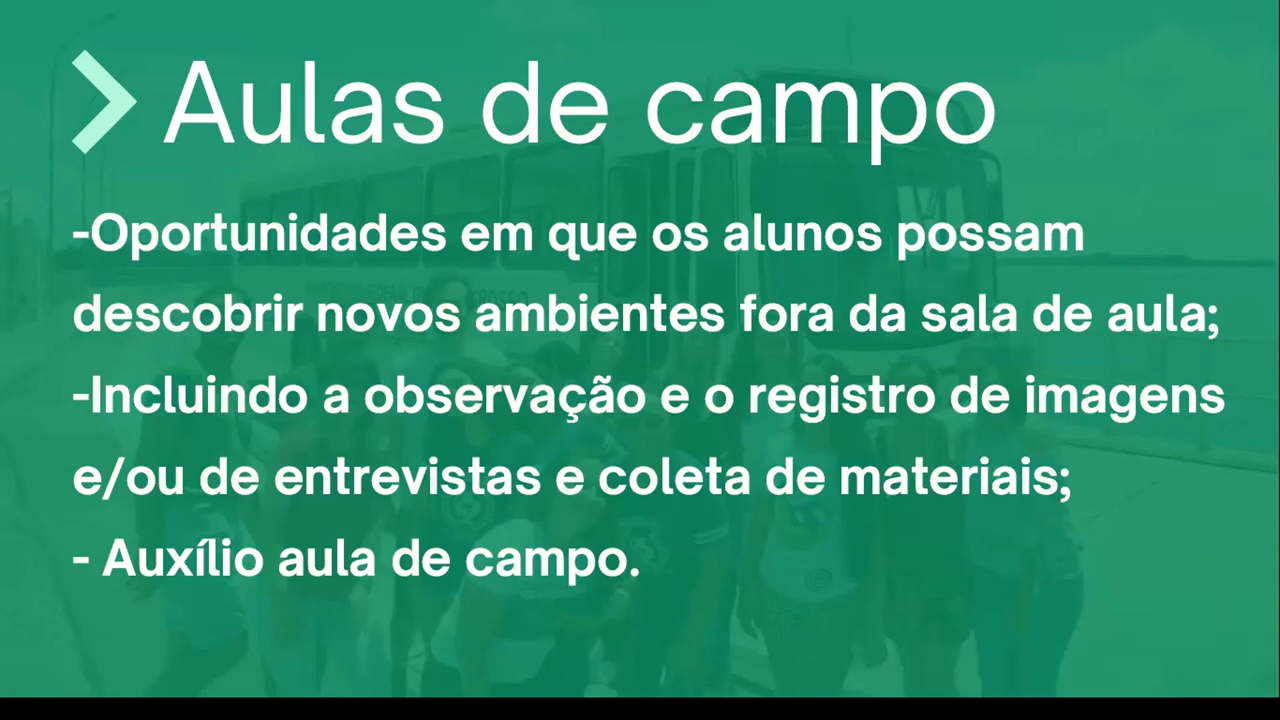 Aulas de campo
-Oportunidades em que os alunos possam
descobrir novos ambientes fora da sala de aula;
-Incluindo a observação e o registro de imagens
e/ou de entrevistas e coleta de materiais;
- Auxílio aula de campo.